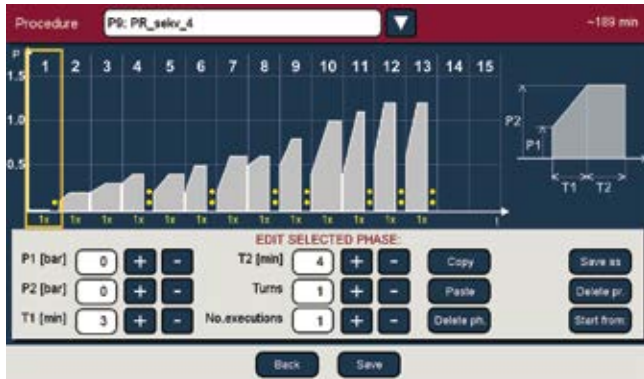 Procedure P9: PR_sekv_4 ~189 min
P
1.5
1 2 3 4 5 6 7 8 9 10 11 12 13 14 15
1.0
0.5
1x 1x 1x 1x 1x 1x 1x 1x 1x 1x 1x 1x 1x t
P2
P1
T1 T2
EDIT SELECTED PHASE:
P1 [bar] 0 + - T2 [min] 4 + - Copy Save as
P2 [bar] 0 + - Turns 1 + - Paste Delete pr.
T1 [min] 3 + - No.executions 1 + - Delete ph. Start from:
Back Save